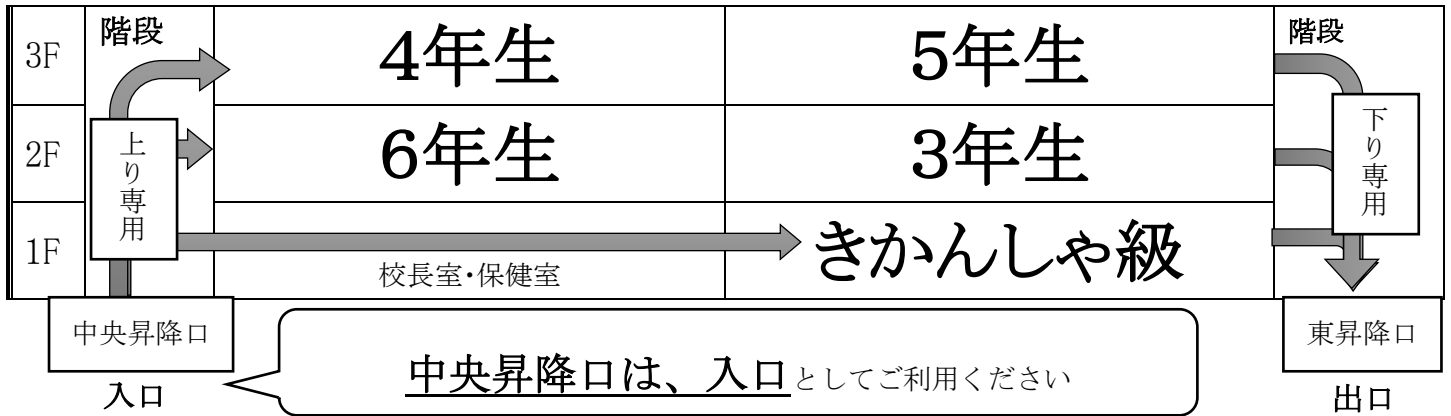 3F
階段
4年生
5年生
階段
2F
上り専用
6年生
3年生
下り専用
1F
校長室・保健室
きかんしゃ級
中央昇降口
入口
中央昇降口は、入口としてご利用ください
東昇降口
出口